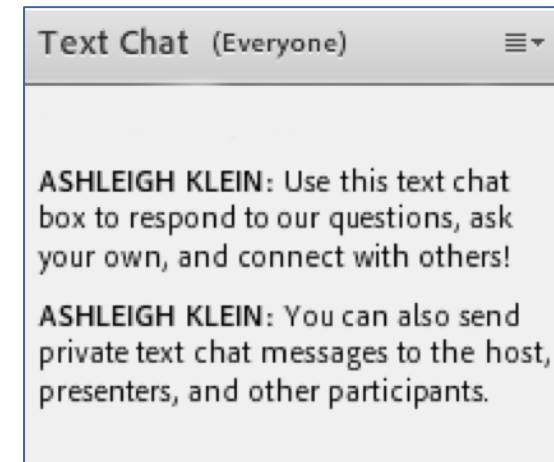 Text Chat (Everyone)
ASHLEIGH KLEIN: Use this text chat
box to respond to our questions, ask
your own, and connect with others!
ASHLEIGH KLEIN: You can also send
private text chat messages to the host,
presenters, and other participants.